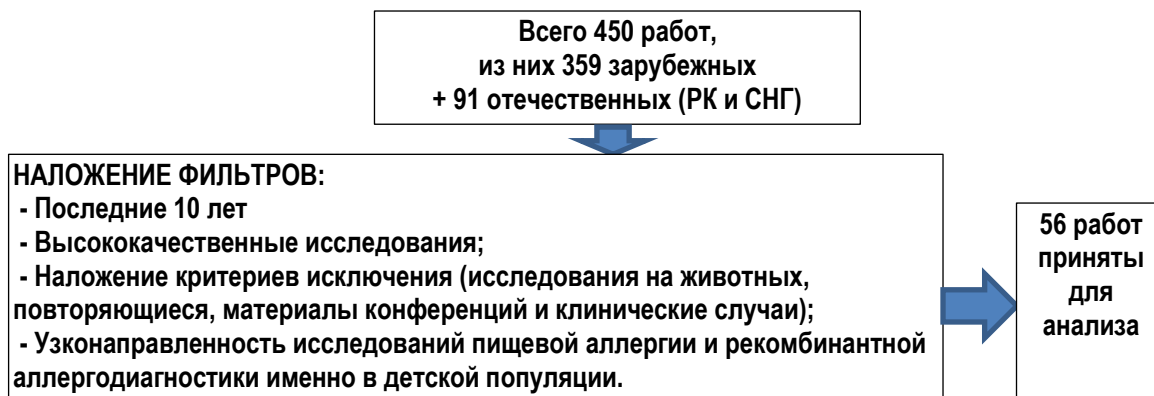 Всего 450 работ,
из них 359 зарубежных
+ 91 отечественных (РК и СНГ)
НАЛОЖЕНИЕ ФИЛЬТРОВ:
- Последние 10 лет
- Высококачественные исследования;
- Наложение критериев исключения (исследования на животных,
повторяющиеся, материалы конференций и клинические случаи);
- Узконаправленность исследований пищевой аллергии и рекомбинантной
аллергодиагностики именно в детской популяции.
56 работ
приняты
для
анализа